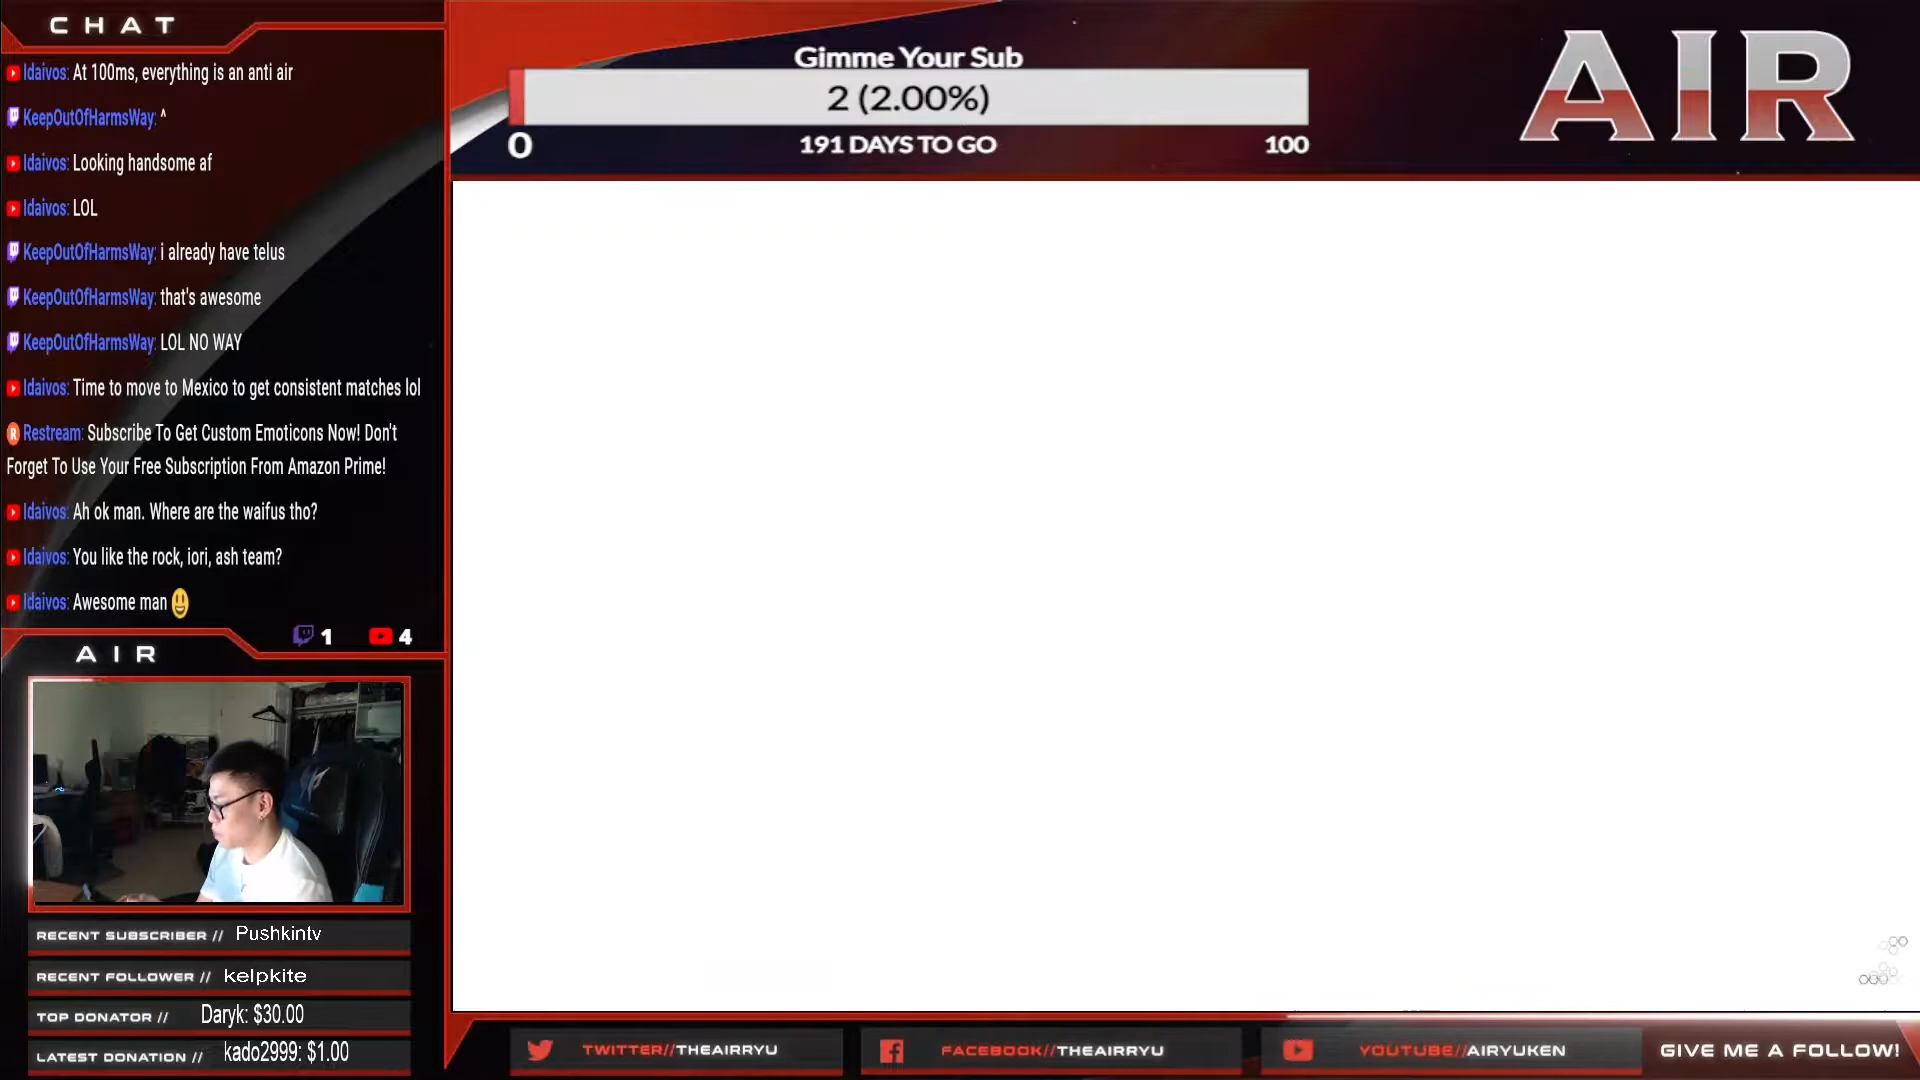 CHAT
Idaivos: At 100ms, everything is an anti air
KeepOutOfHarmsWay: ^
Idaivos: Looking handsome af
Idaivos: LOL
KeepOutOfHarmsWay: i already have telus
KeepOutOfHarmsWay: that's awesome
KeepOutOfHarmsWay: LOL NO WAY
Idaivos: Time to move to Mexico to get consistent matches lol
Restream: Subscribe To Get Custom Emoticons Now! Don't
Forget To Use Your Free Subscription From Amazon Prime!
Idaivos: Ah ok man. Where are the waifus tho?
Idaivos: You like the rock, iori, ash team?
Idaivos: Awesome man 😃
1 4
AIR
RECENT SUBSCRIBER // Pushkintv
RECENT FOLLOWER // kelpkite
TOP DONATOR // Daryk: $30.00
LATEST DONATION // kado2999: $1.00
Gimme Your Sub
2 (2.00%)
0 191 DAYS TO GO 100
AIR
TWITTER//THEAIRRYU
FACEBOOK//THEAIRRYU
YOUTUBE//AIRYUKEN
GIVE ME A FOLLOW!